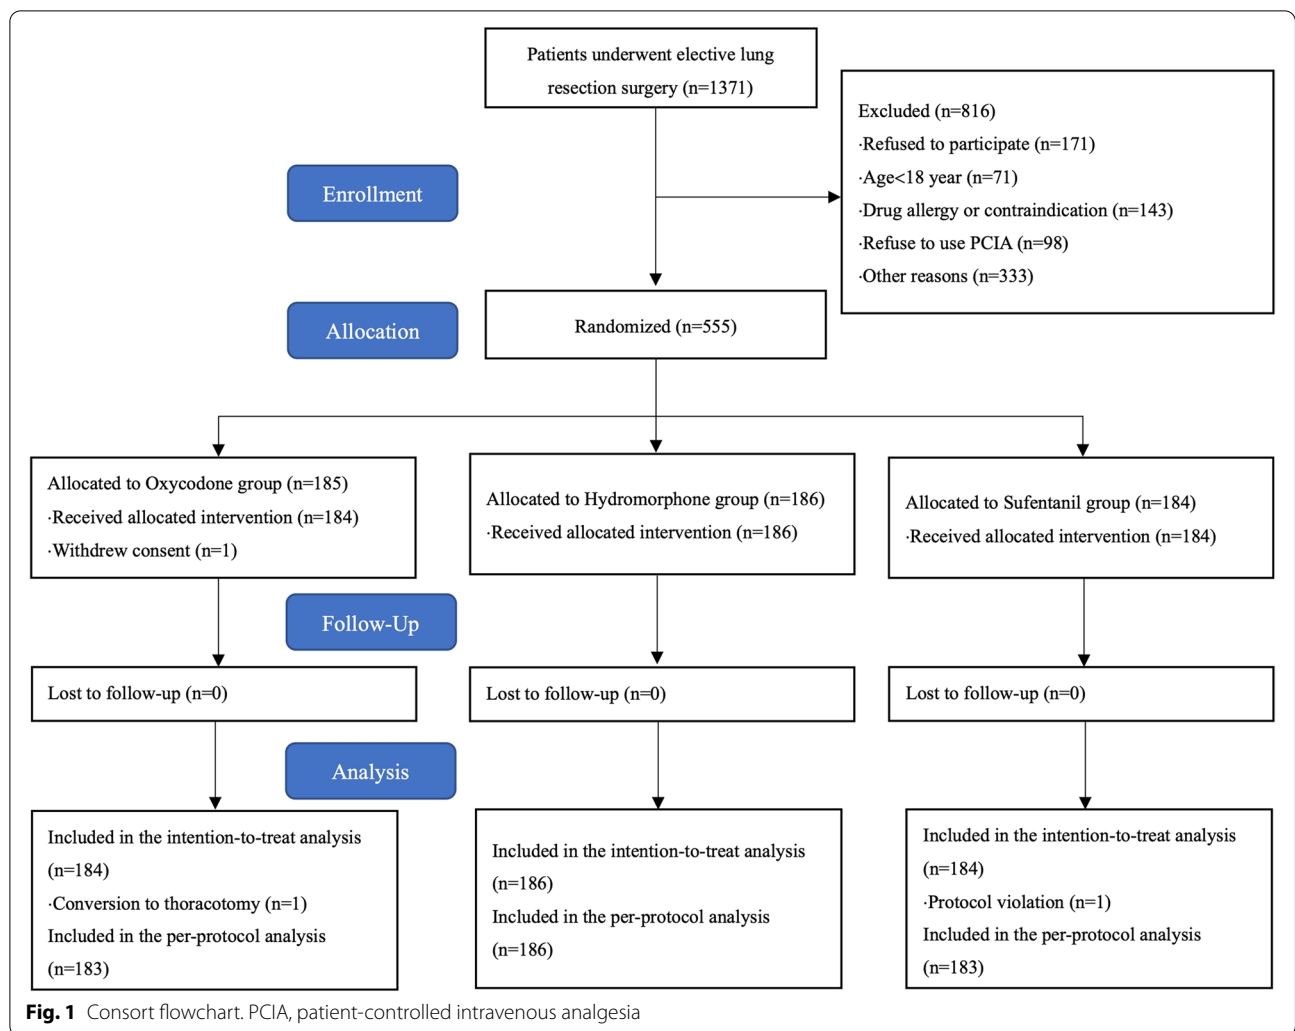 Patients underwent elective lung
resection surgery (n=1371)
Excluded (n=816)
·Refused to participate (n=171)
·Age<18 year (n=71)
·Drug allergy or contraindication (n=143)
·Refuse to use PCIA (n=98)
·Other reasons (n=333)
Enrollment
Allocation
Randomized (n=555)
Allocated to Oxycodone group (n=185)
·Received allocated intervention (n=184)
·Withdrew consent (n=1)
Allocated to Hydromorphone group (n=186)
·Received allocated intervention (n=186)
Allocated to Sufentanil group (n=184)
·Received allocated intervention (n=184)
Follow-Up
Lost to follow-up (n=0)
Lost to follow-up (n=0)
Lost to follow-up (n=0)
Analysis
Included in the intention-to-treat analysis
(n=184)
·Conversion to thoracotomy (n=1)
Included in the per-protocol analysis
(n=183)
Included in the intention-to-treat analysis
(n=186)
Included in the per-protocol analysis
(n=186)
Included in the intention-to-treat analysis
(n=184)
·Protocol violation (n=1)
Included in the per-protocol analysis
(n=183)
Fig. 1 Consort flowchart. PCIA, patient-controlled intravenous analgesia